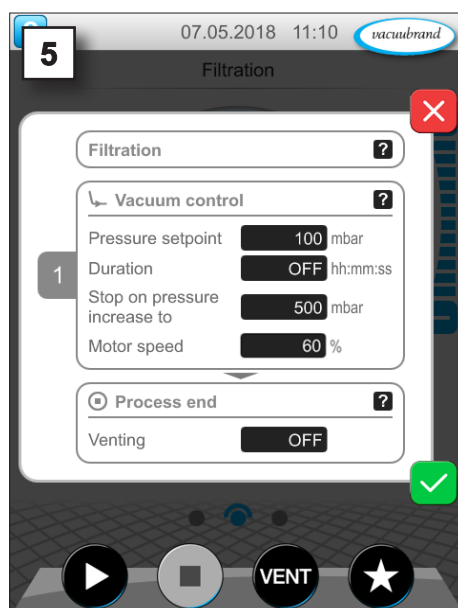 07.05.2018 11:10 vacuubrand
5
Filtration
Filtration ?
Vacuum control ?
1
Pressure setpoint 100 mbar
Duration OFF hh:mm:ss
Stop on pressure
increase to 500 mbar
Motor speed 60 %
Process end ?
Venting OFF
VENT